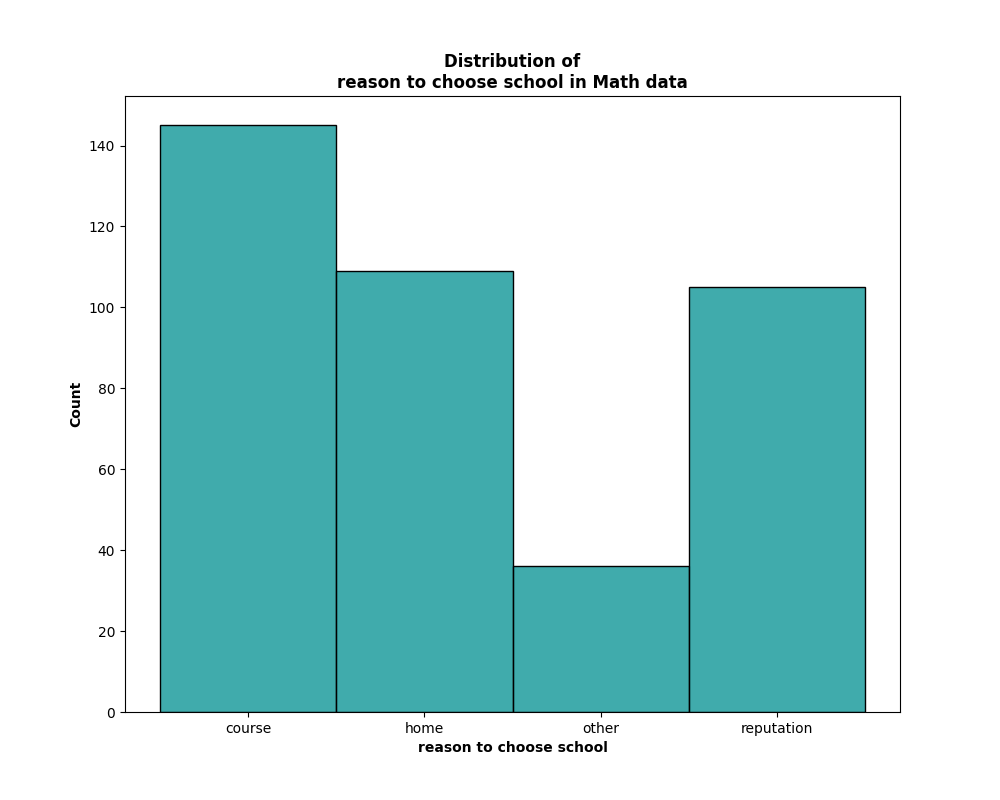 Distribution of
reason to choose school in Math data
140
120
100
80
60
40
20
0
Count
course home other reputation
reason to choose school